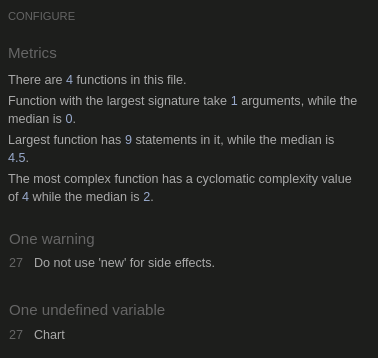 CONFIGURE
Metrics
There are 4 functions in this file.
Function with the largest signature take 1 arguments, while the
median is 0.
Largest function has 9 statements in it, while the median is
4.5.
The most complex function has a cyclomatic complexity value
of 4 while the median is 2.
One warning
27 Do not use 'new' for side effects.
One undefined variable
27 Chart